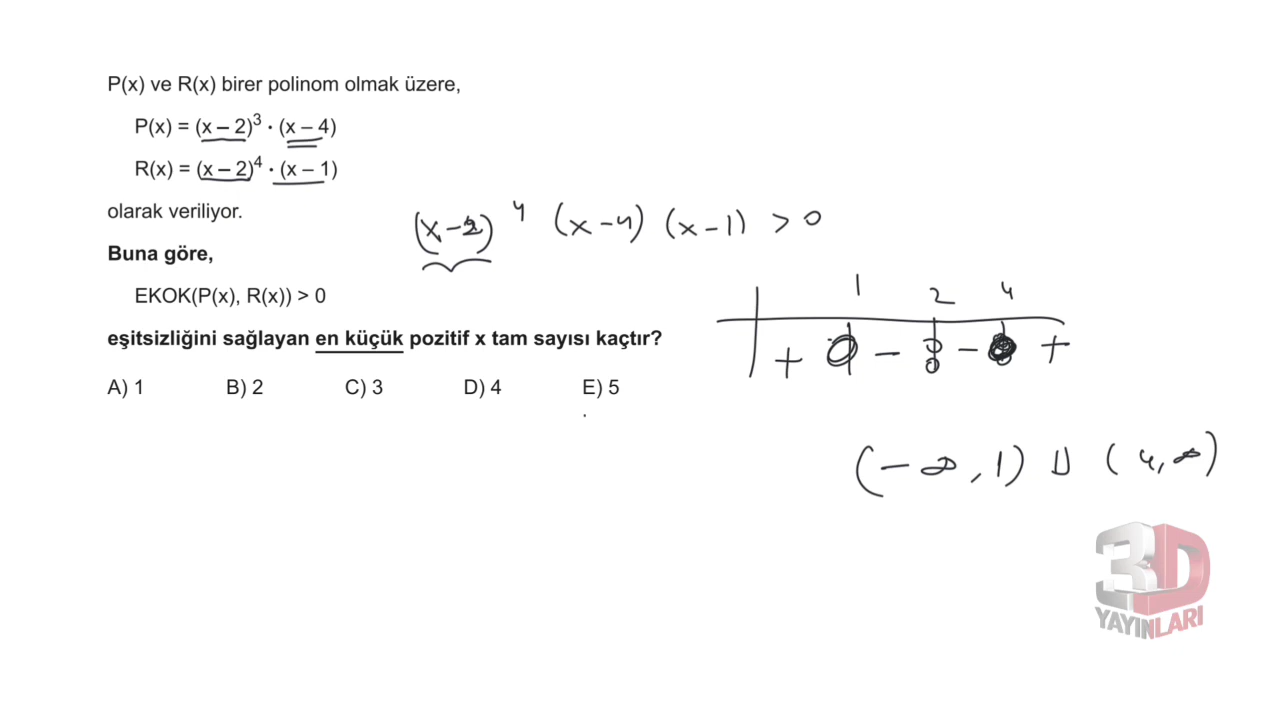 P(x) ve R(x) birer polinom olmak üzere,
P(x) = (x – 2)³ · (x – 4)
R(x) = (x – 2)⁴ · (x – 1)
olarak veriliyor.
(x-2)⁴ (x-4) (x-1) > 0
Buna göre,
EKOK(P(x), R(x)) > 0
1 2 4
eşitsizliğini sağlayan en küçük pozitif x tam sayısı kaçtır?
+ - - +
A) 1 B) 2 C) 3 D) 4 E) 5
(-∞, 1) ∪ (4, ∞)
3D
YAYINLARI